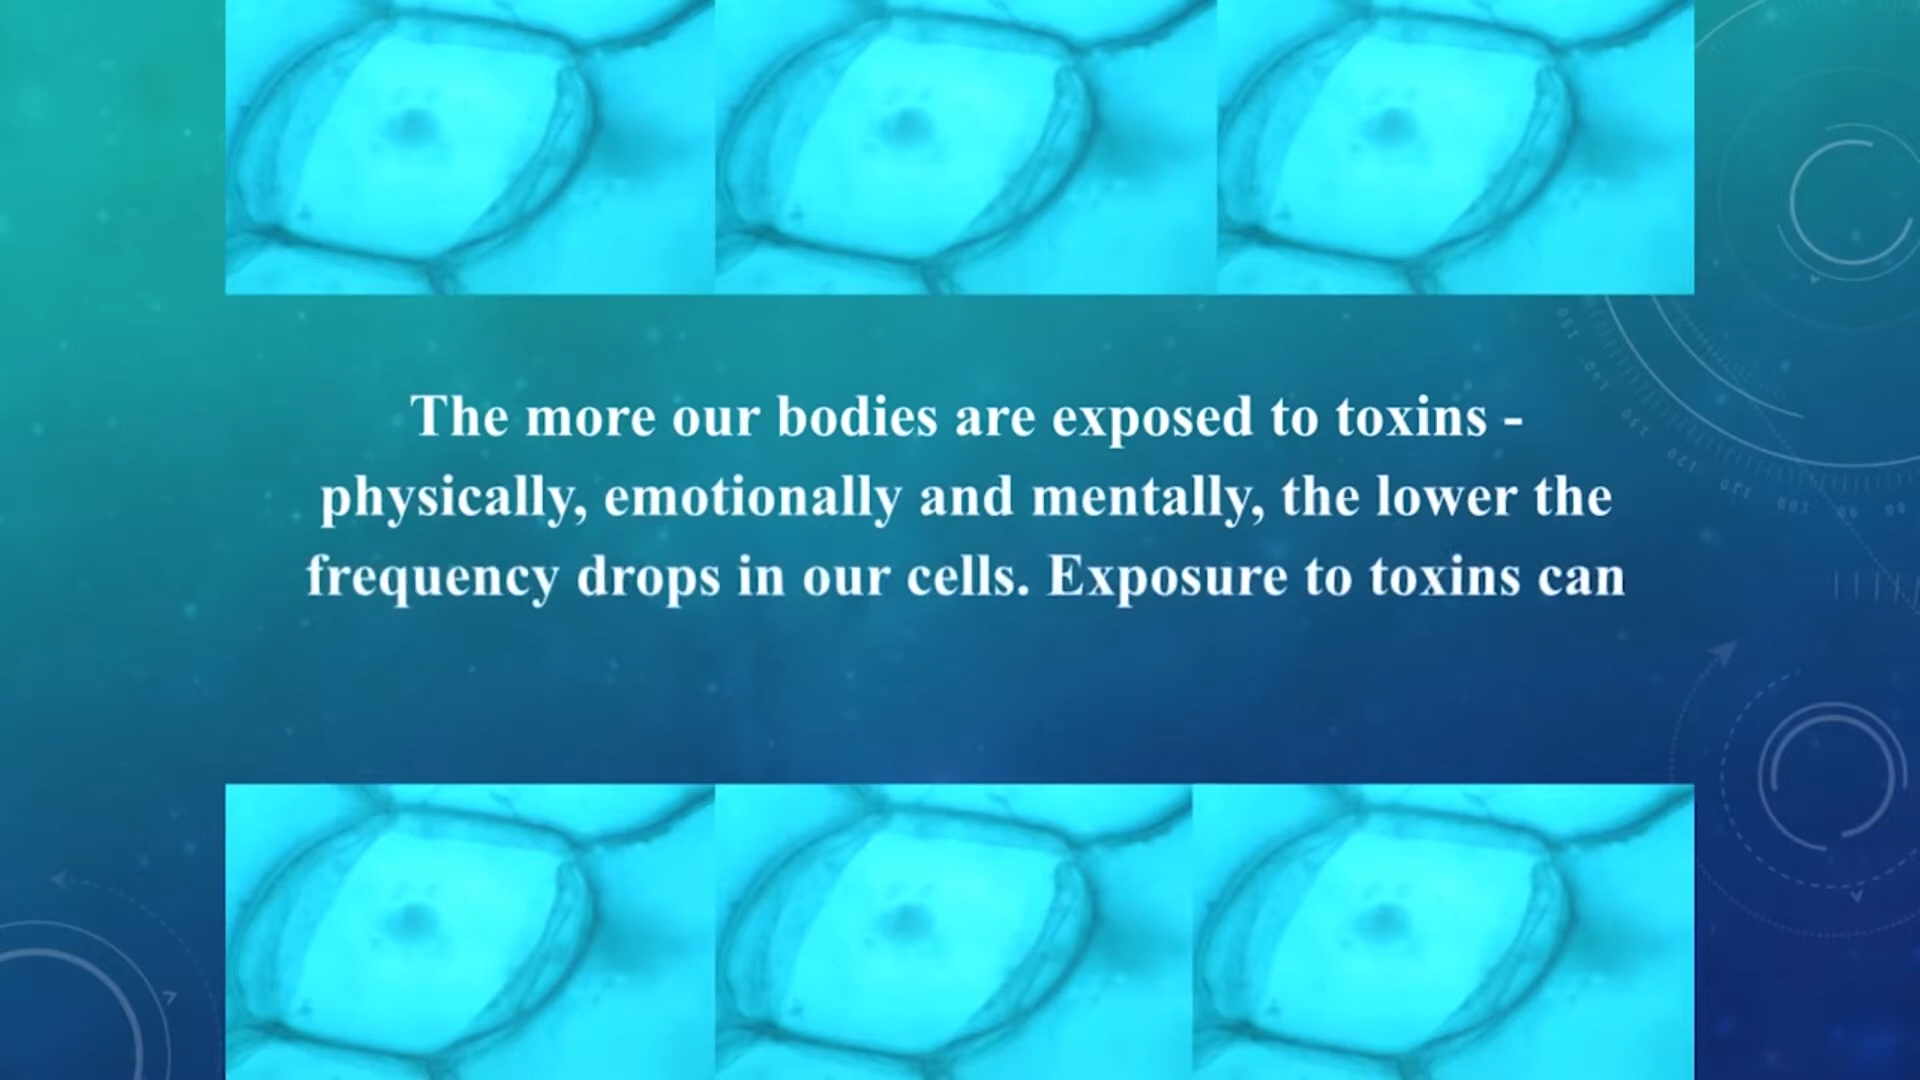 The more our bodies are exposed to toxins -
physically, emotionally and mentally, the lower the
frequency drops in our cells. Exposure to toxins can